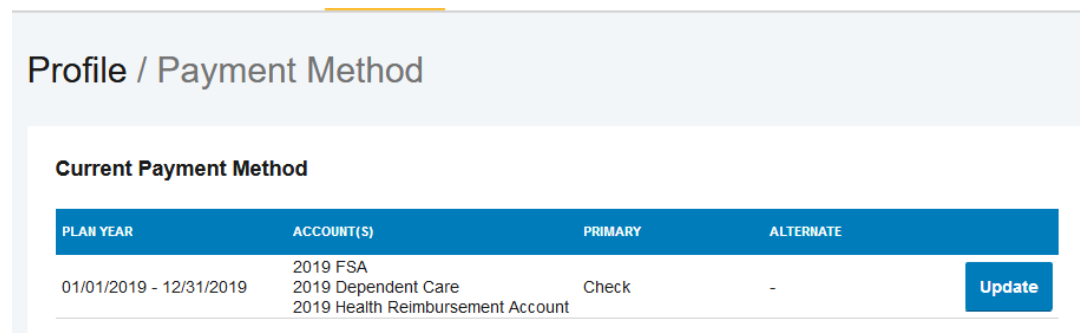 Profile / Payment Method
Current Payment Method
PLAN YEAR ACCOUNT(S) PRIMARY ALTERNATE
2019 FSA
01/01/2019 - 12/31/2019 2019 Dependent Care Check - Update
2019 Health Reimbursement Account